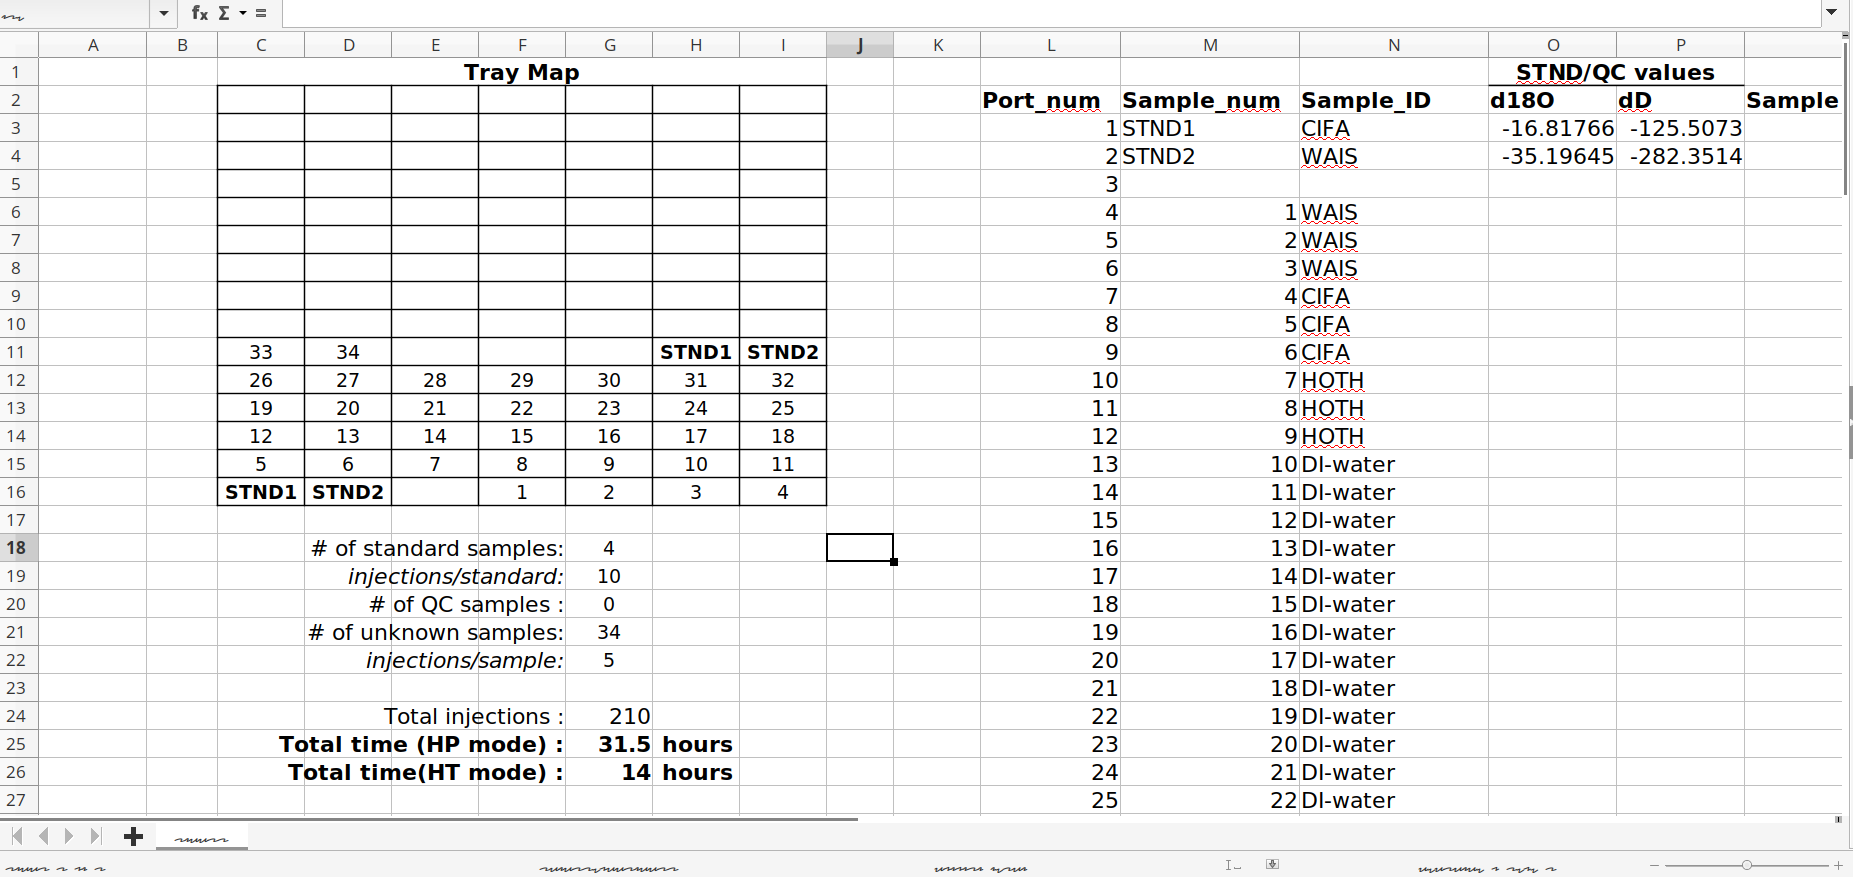 fx Σ =
A B C D E F G H I J K L M N O P
1 Tray Map STND/QC values
2 Port_num Sample_num Sample_ID d18O dD Sample
3 1 STND1 CIFA -16.81766 -125.5073
4 2 STND2 WAIS -35.19645 -282.3514
5 3
6 4 1 WAIS
7 5 2 WAIS
8 6 3 WAIS
9 7 4 CIFA
10 8 5 CIFA
11 33 34 STND1 STND2 9 6 CIFA
12 26 27 28 29 30 31 32 10 7 HOTH
13 19 20 21 22 23 24 25 11 8 HOTH
14 12 13 14 15 16 17 18 12 9 HOTH
15 5 6 7 8 9 10 11 13 10 DI-water
16 STND1 STND2 1 2 3 4 14 11 DI-water
17 15 12 DI-water
18 # of standard samples: 4 16 13 DI-water
19 injections/standard: 10 17 14 DI-water
20 # of QC samples : 0 18 15 DI-water
21 # of unknown samples: 34 19 16 DI-water
22 injections/sample: 5 20 17 DI-water
23 21 18 DI-water
24 Total injections : 210 22 19 DI-water
25 Total time (HP mode) : 31.5 hours 23 20 DI-water
26 Total time(HT mode) : 14 hours 24 21 DI-water
27 25 22 DI-water